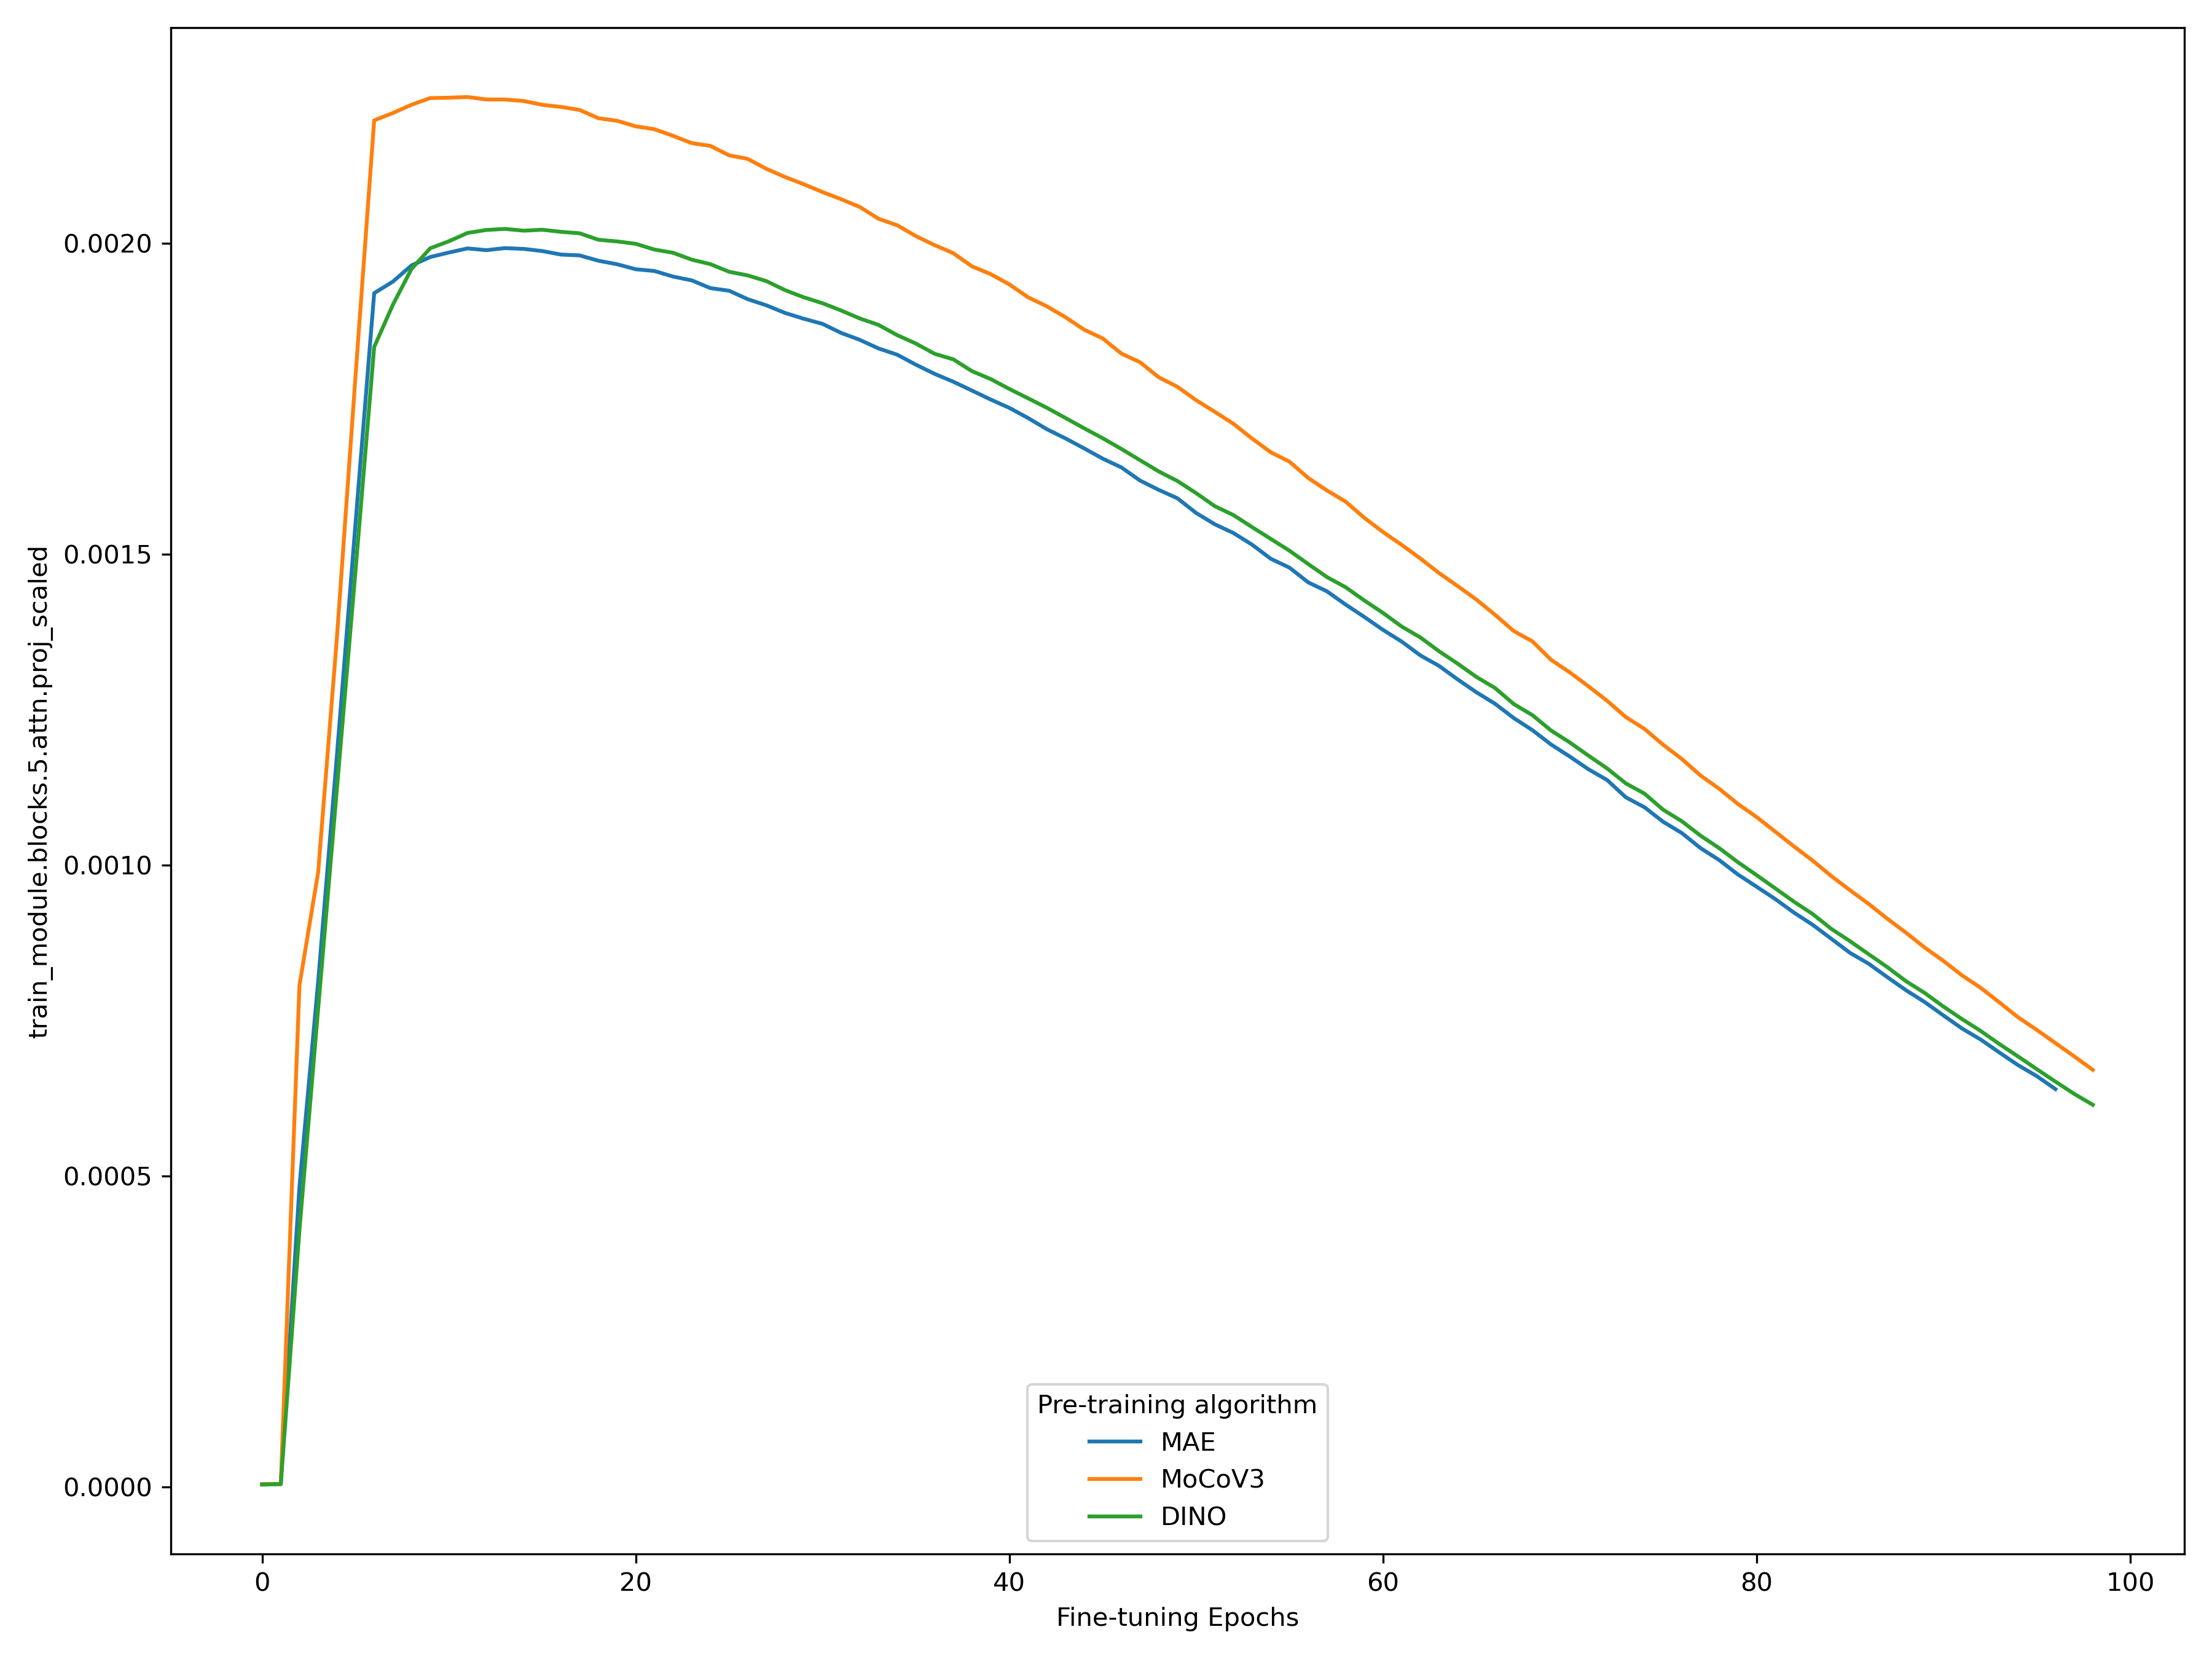 train_module.blocks.5.attn.proj_scaled
0.0020
0.0015
0.0010
0.0005
0.0000
Pre-training algorithm
MAE
MoCoV3
DINO
0 20 40 60 80 100
Fine-tuning Epochs